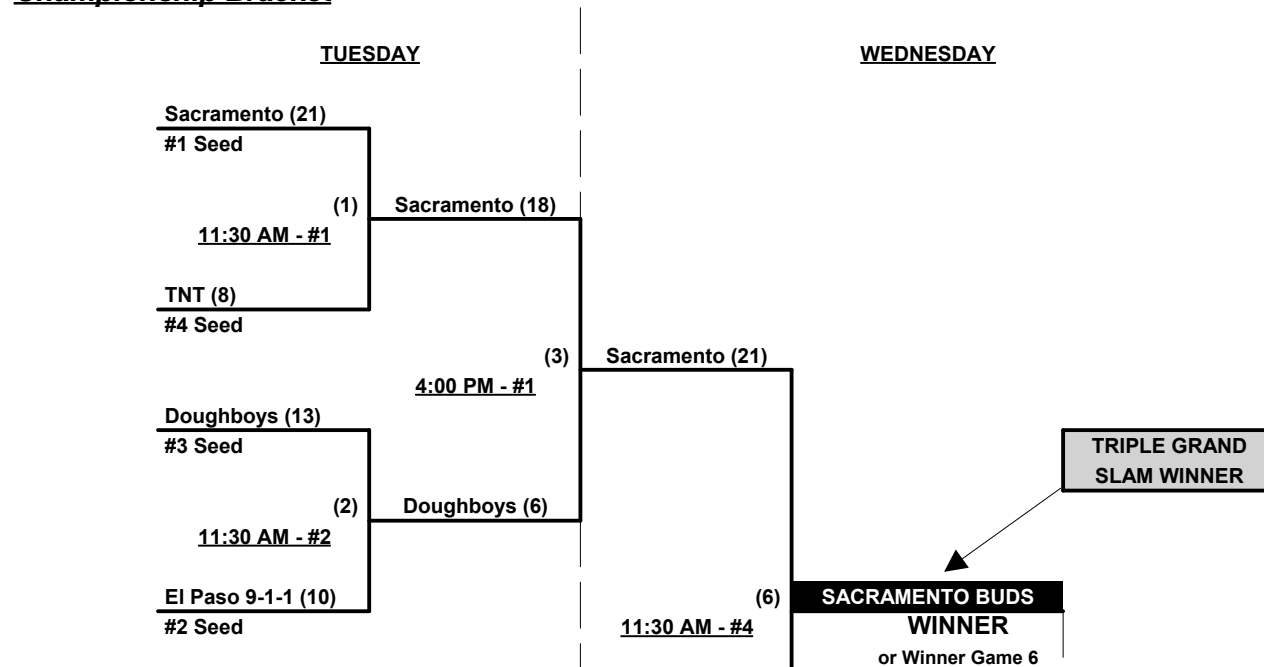 Championship Bracket
TUESDAY
WEDNESDAY
Sacramento (21)
#1 Seed
(1)
Sacramento (18)
11:30 AM - #1
TNT (8)
#4 Seed
(3)
Sacramento (21)
4:00 PM - #1
Doughboys (13)
#3 Seed
TRIPLE GRAND
SLAM WINNER
(2)
Doughboys (6)
11:30 AM - #2
El Paso 9-1-1 (10)
#2 Seed
(6)
SACRAMENTO BUDS
11:30 AM - #4
WINNER
or Winner Game 6